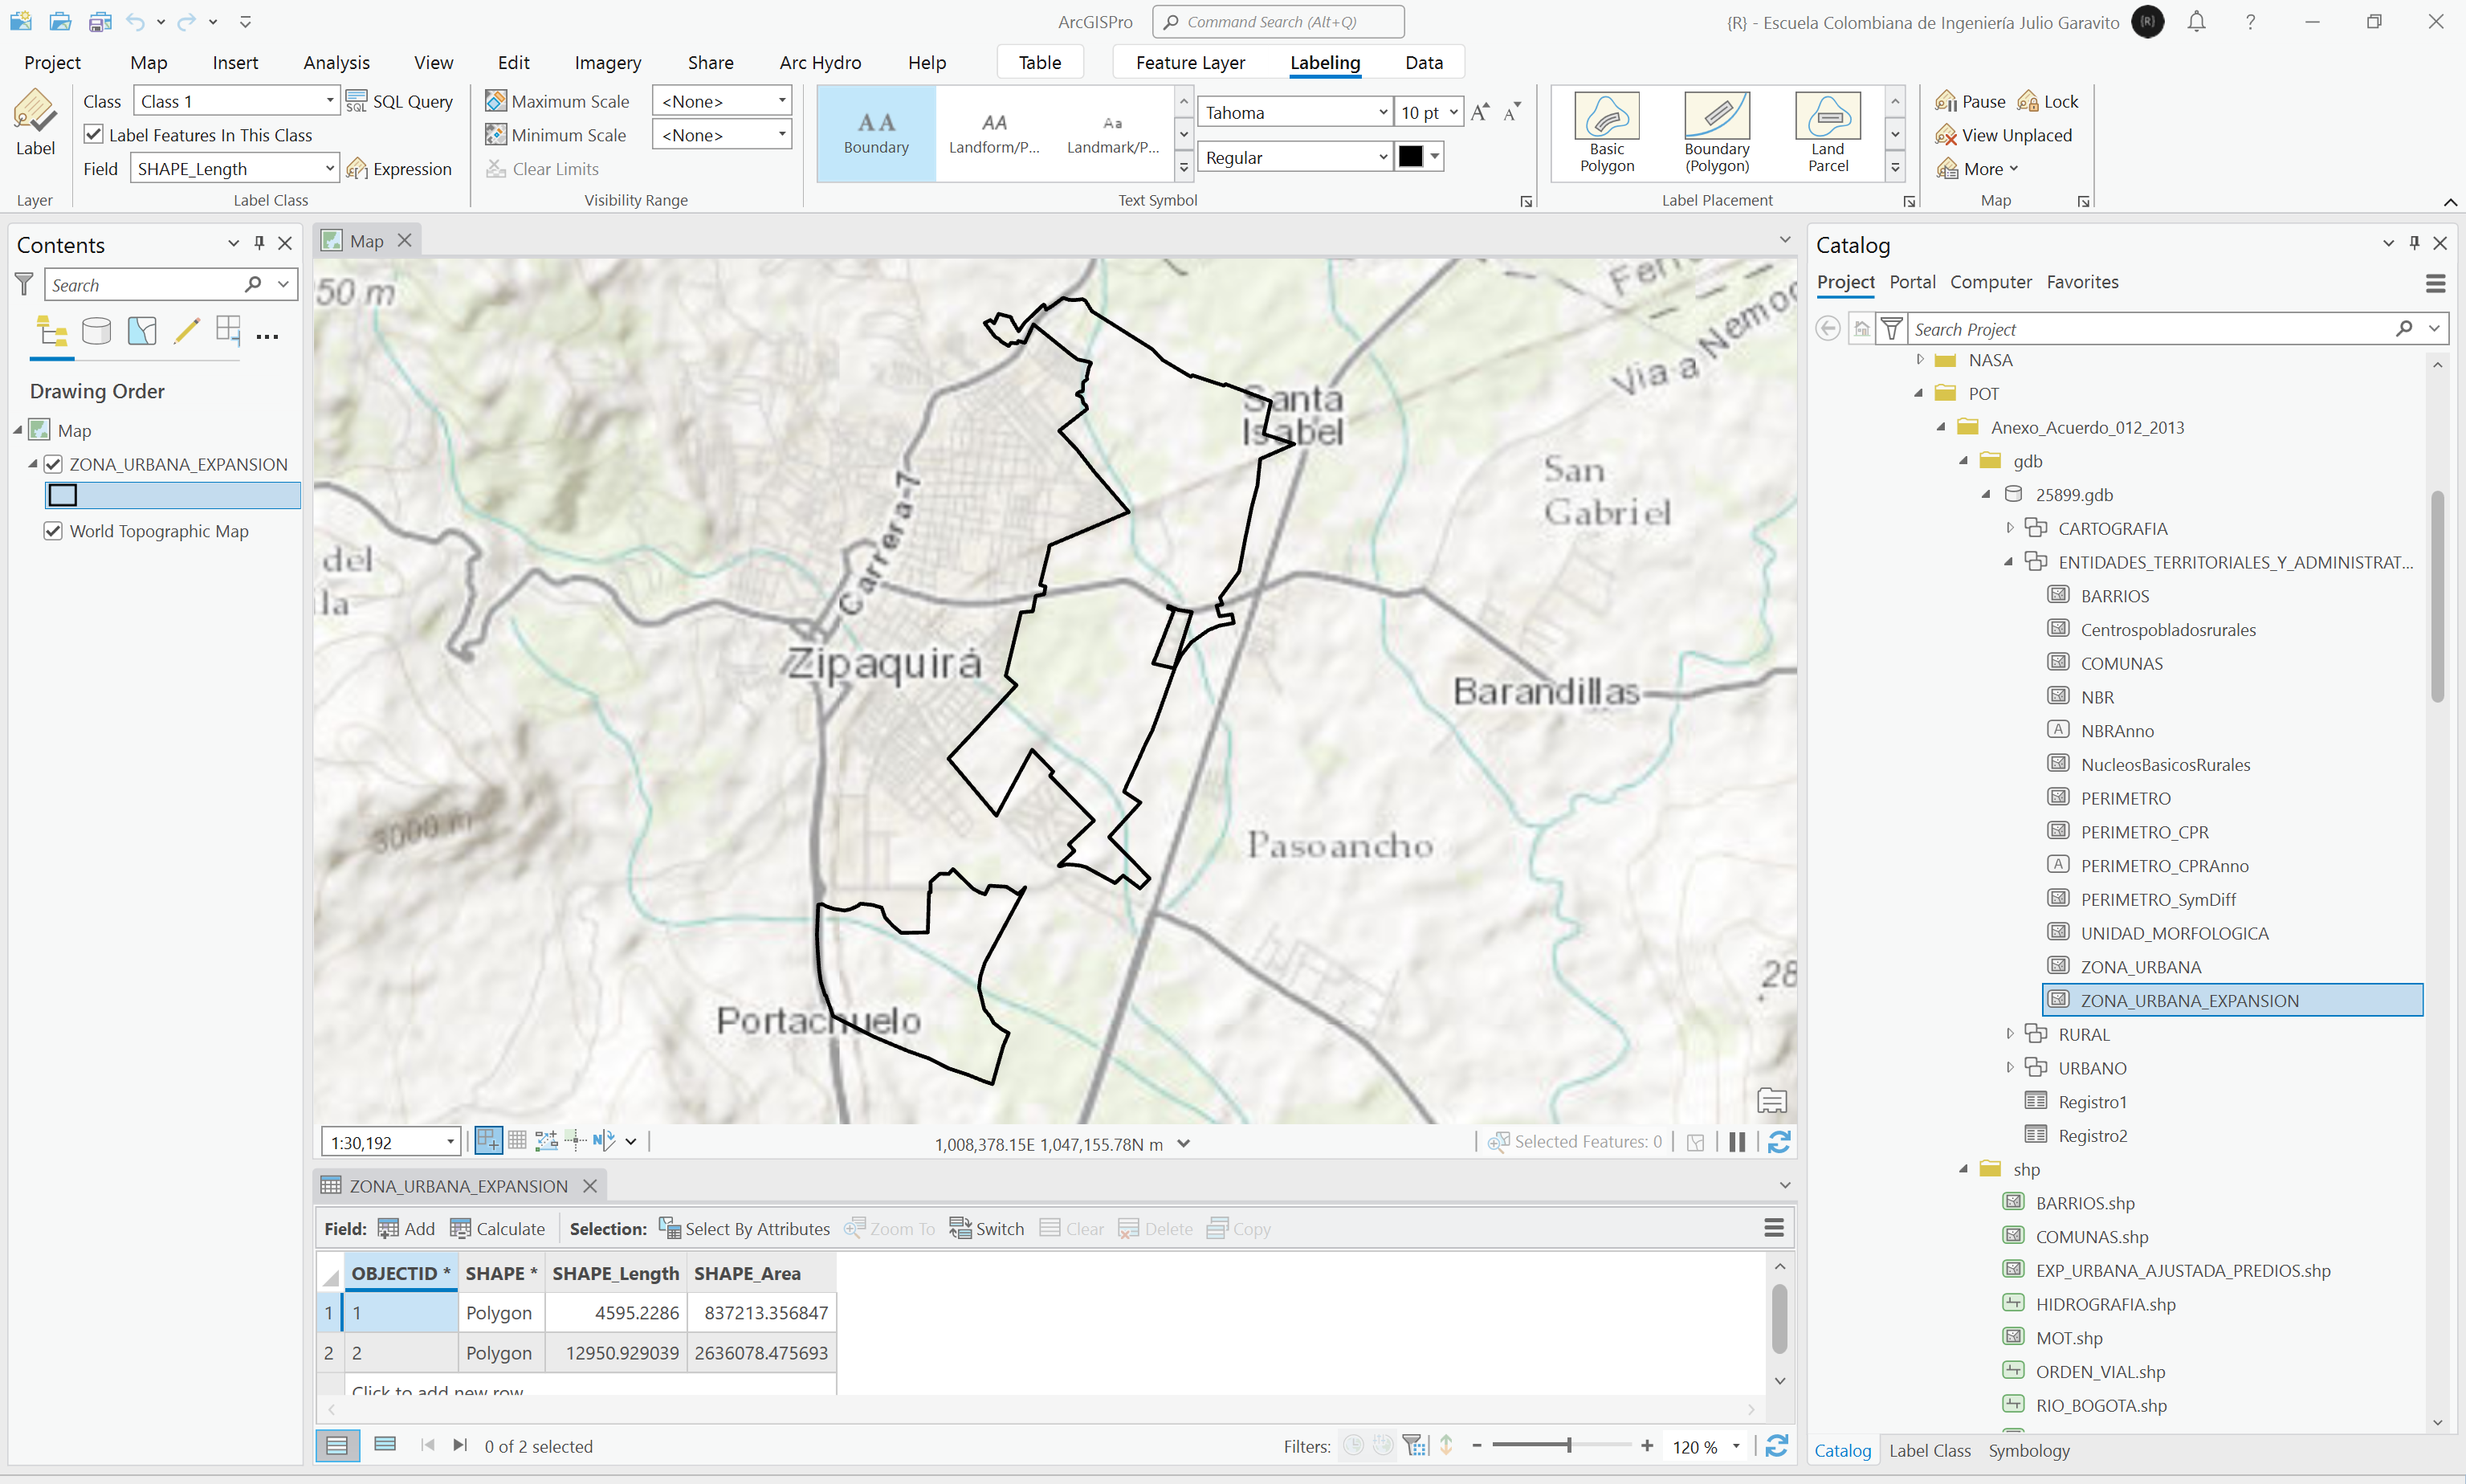 ArcGISPro
Command Search (Alt+Q)
{R} - Escuela Colombiana de Ingeniería Julio Garavito
{R}
?
Project Map Insert Analysis View Edit Imagery Share Arc Hydro Help Table Feature Layer Labeling Data
Label
Layer
Class Class 1 SQL SQL Query
Label Features In This Class
Field SHAPE_Length Expression
Label Class
Maximum Scale <None>
Minimum Scale <None>
Clear Limits
Visibility Range
AA AA Aa
Boundary Landform/P... Landmark/P...
Tahoma 10 pt A A
Regular
Text Symbol
Basic Polygon
Boundary (Polygon)
Land Parcel
Label Placement
Pause Lock
View Unplaced
More
Map
Contents
Search
Drawing Order
Map
ZONA_URBANA_EXPANSION
World Topographic Map
Map
50 m
Via a Nemoc
Santa
Isabel
San
Gabriel
Carrera-7
del
la
Zipaquirá
Barandillas
3000 m
Pasoancho
Portachuelo
28
1:30,192
N
1,008,378.15E 1,047,155.78N m
Selected Features: 0
ZONA_URBANA_EXPANSION
Field: Add Calculate Selection: Select By Attributes Zoom To Switch Clear Delete Copy
OBJECTID * SHAPE * SHAPE_Length SHAPE_Area
1 1 Polygon 4595.2286 837213.356847
2 2 Polygon 12950.929039 2636078.475693
Click to add new row
0 of 2 selected
Filters:
120 %
Catalog
Project Portal Computer Favorites
Search Project
NASA
POT
Anexo_Acuerdo_012_2013
gdb
25899.gdb
CARTOGRAFIA
ENTIDADES_TERRITORIALES_Y_ADMINISTRAT...
BARRIOS
Centrospobladosrurales
COMUNAS
NBR
A NBRAnno
NucleosBasicosRurales
PERIMETRO
PERIMETRO_CPR
A PERIMETRO_CPRAnno
PERIMETRO_SymDiff
UNIDAD_MORFOLOGICA
ZONA_URBANA
ZONA_URBANA_EXPANSION
RURAL
URBANO
Registro1
Registro2
shp
BARRIOS.shp
COMUNAS.shp
EXP_URBANA_AJUSTADA_PREDIOS.shp
HIDROGRAFIA.shp
MOT.shp
ORDEN_VIAL.shp
RIO_BOGOTA.shp
Catalog Label Class Symbology